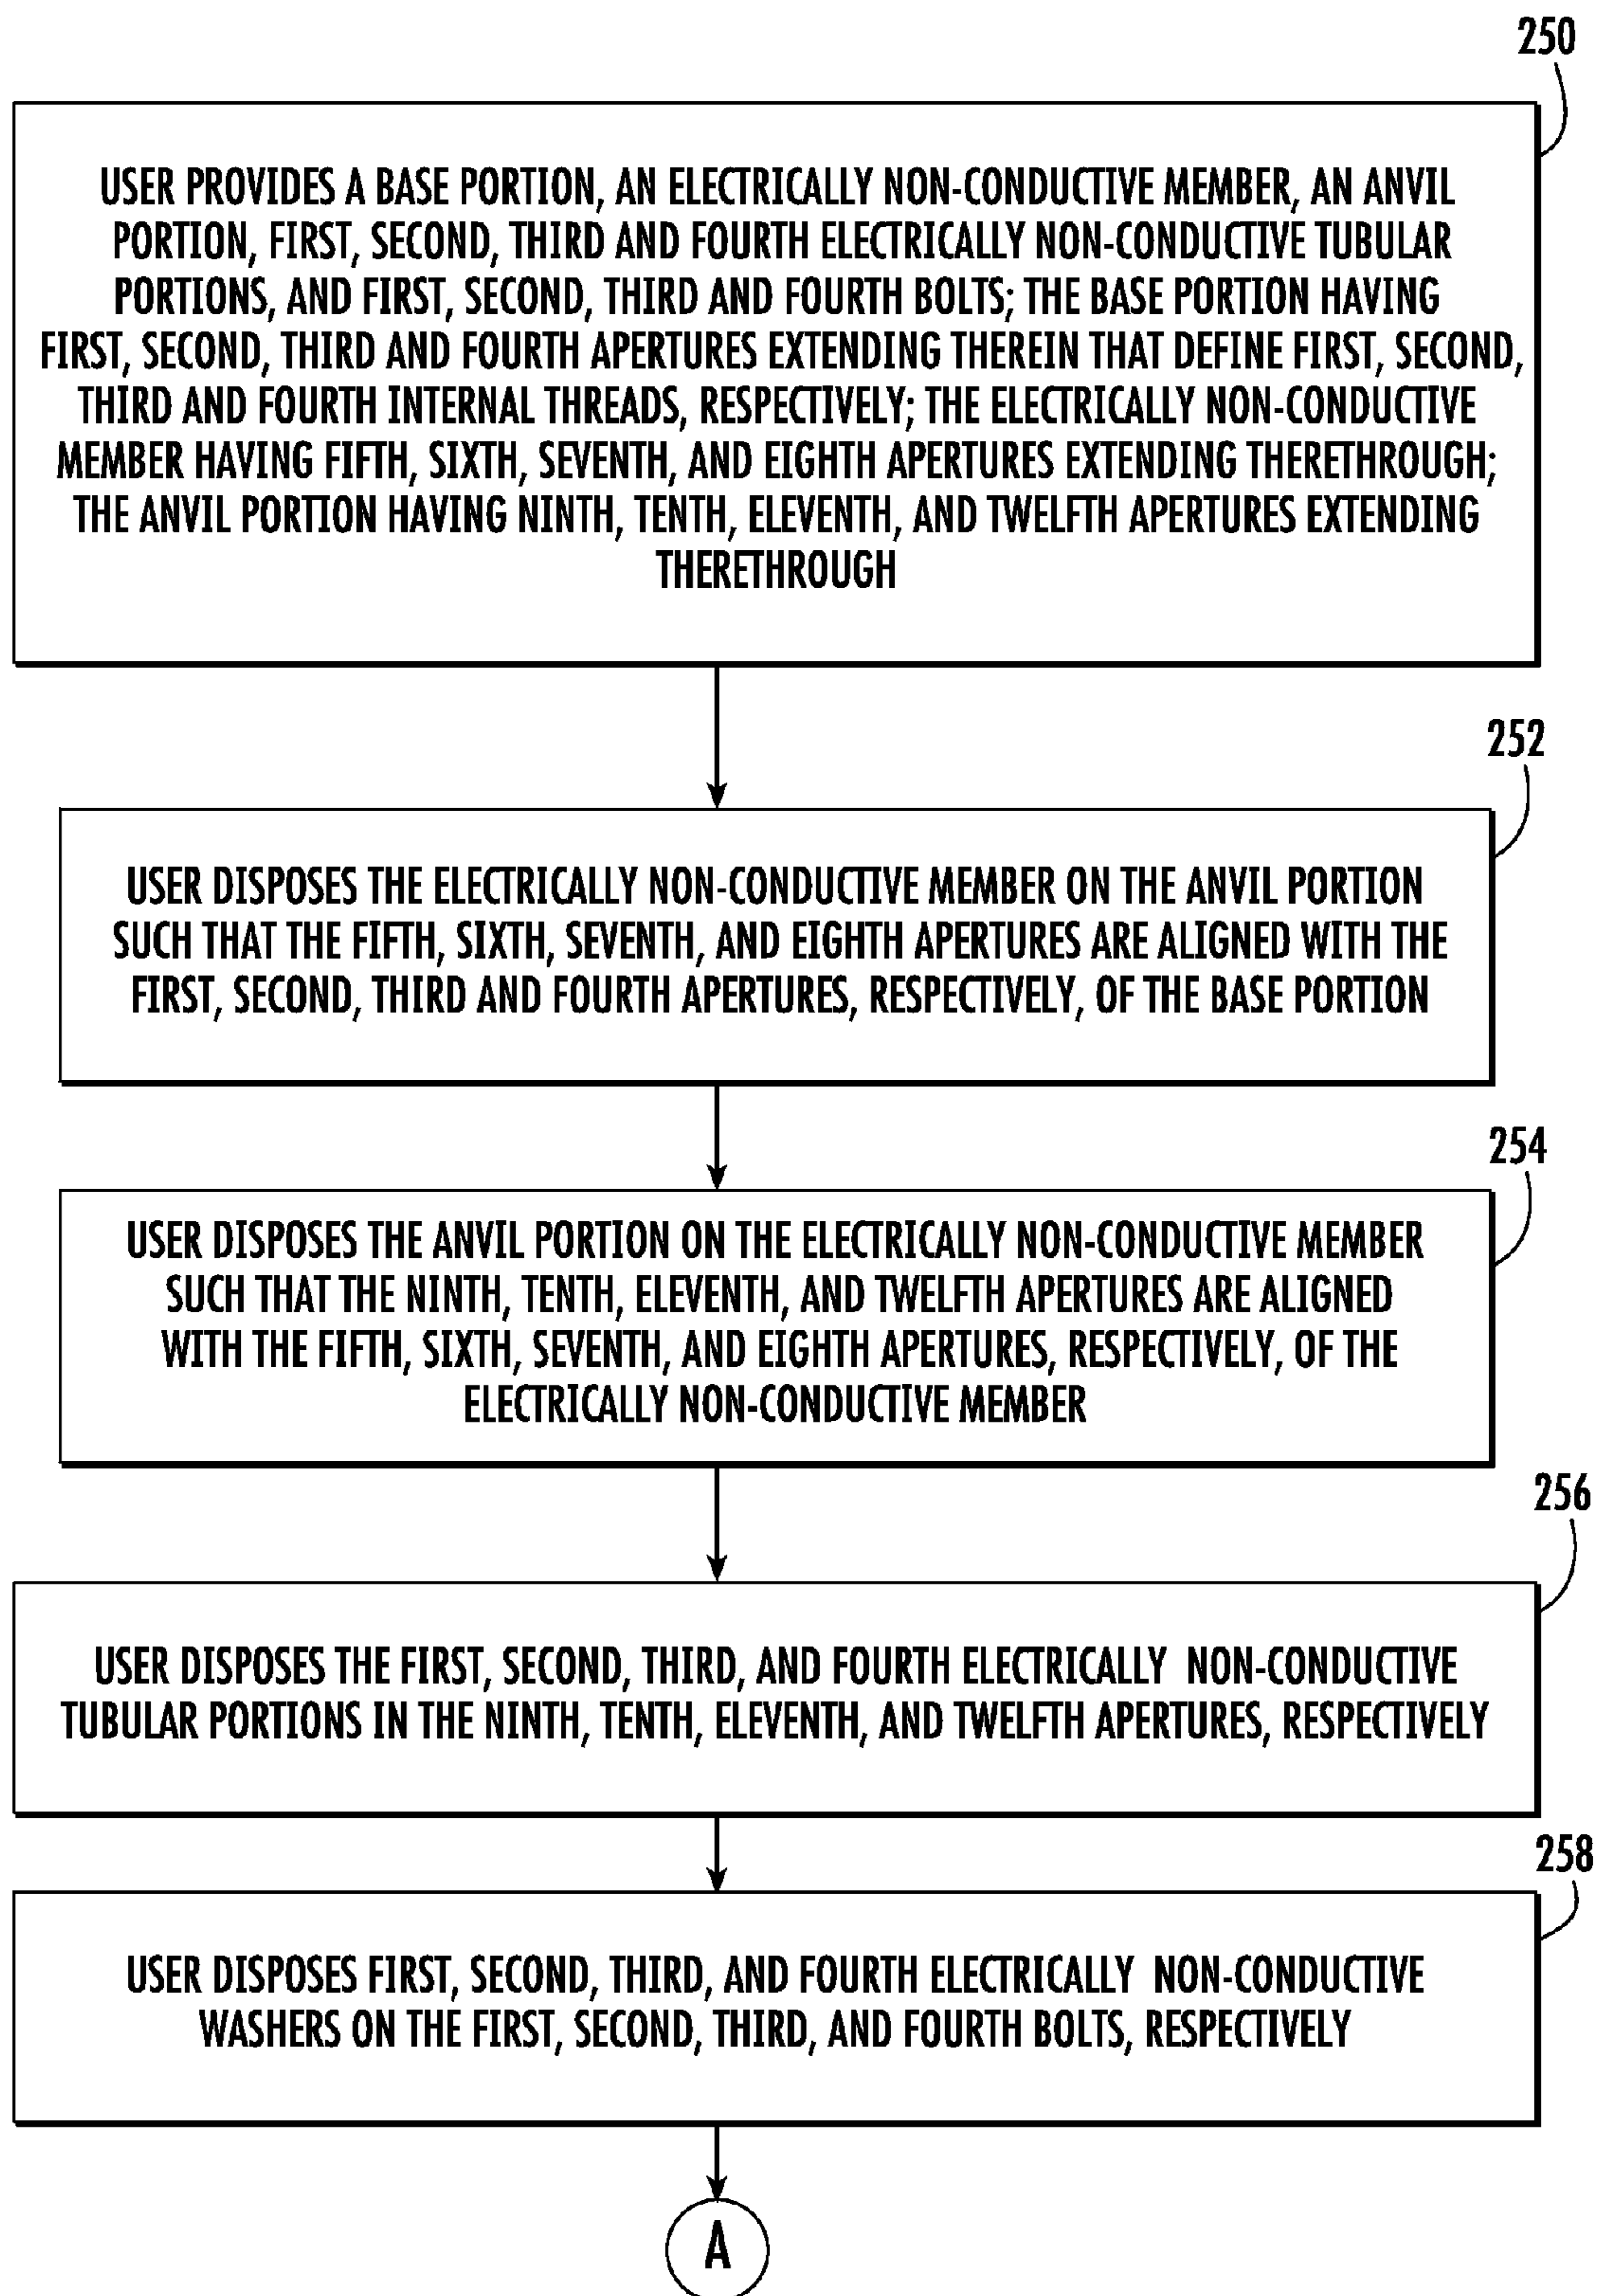 250
USER PROVIDES A BASE PORTION, AN ELECTRICALLY NON-CONDUCTIVE MEMBER, AN ANVIL
PORTION, FIRST, SECOND, THIRD AND FOURTH ELECTRICALLY NON-CONDUCTIVE TUBULAR
PORTIONS, AND FIRST, SECOND, THIRD AND FOURTH BOLTS; THE BASE PORTION HAVING
FIRST, SECOND, THIRD AND FOURTH APERTURES EXTENDING THEREIN THAT DEFINE FIRST, SECOND,
THIRD AND FOURTH INTERNAL THREADS, RESPECTIVELY; THE ELECTRICALLY NON-CONDUCTIVE
MEMBER HAVING FIFTH, SIXTH, SEVENTH, AND EIGHTH APERTURES EXTENDING THERETHROUGH;
THE ANVIL PORTION HAVING NINTH, TENTH, ELEVENTH, AND TWELFTH APERTURES EXTENDING
THERETHROUGH
252
USER DISPOSES THE ELECTRICALLY NON-CONDUCTIVE MEMBER ON THE ANVIL PORTION
SUCH THAT THE FIFTH, SIXTH, SEVENTH, AND EIGHTH APERTURES ARE ALIGNED WITH THE
FIRST, SECOND, THIRD AND FOURTH APERTURES, RESPECTIVELY, OF THE BASE PORTION
254
USER DISPOSES THE ANVIL PORTION ON THE ELECTRICALLY NON-CONDUCTIVE MEMBER
SUCH THAT THE NINTH, TENTH, ELEVENTH, AND TWELFTH APERTURES ARE ALIGNED
WITH THE FIFTH, SIXTH, SEVENTH, AND EIGHTH APERTURES, RESPECTIVELY, OF THE
ELECTRICALLY NON-CONDUCTIVE MEMBER
256
USER DISPOSES THE FIRST, SECOND, THIRD, AND FOURTH ELECTRICALLY NON-CONDUCTIVE
TUBULAR PORTIONS IN THE NINTH, TENTH, ELEVENTH, AND TWELFTH APERTURES, RESPECTIVELY
258
USER DISPOSES FIRST, SECOND, THIRD, AND FOURTH ELECTRICALLY NON-CONDUCTIVE
WASHERS ON THE FIRST, SECOND, THIRD, AND FOURTH BOLTS, RESPECTIVELY
A